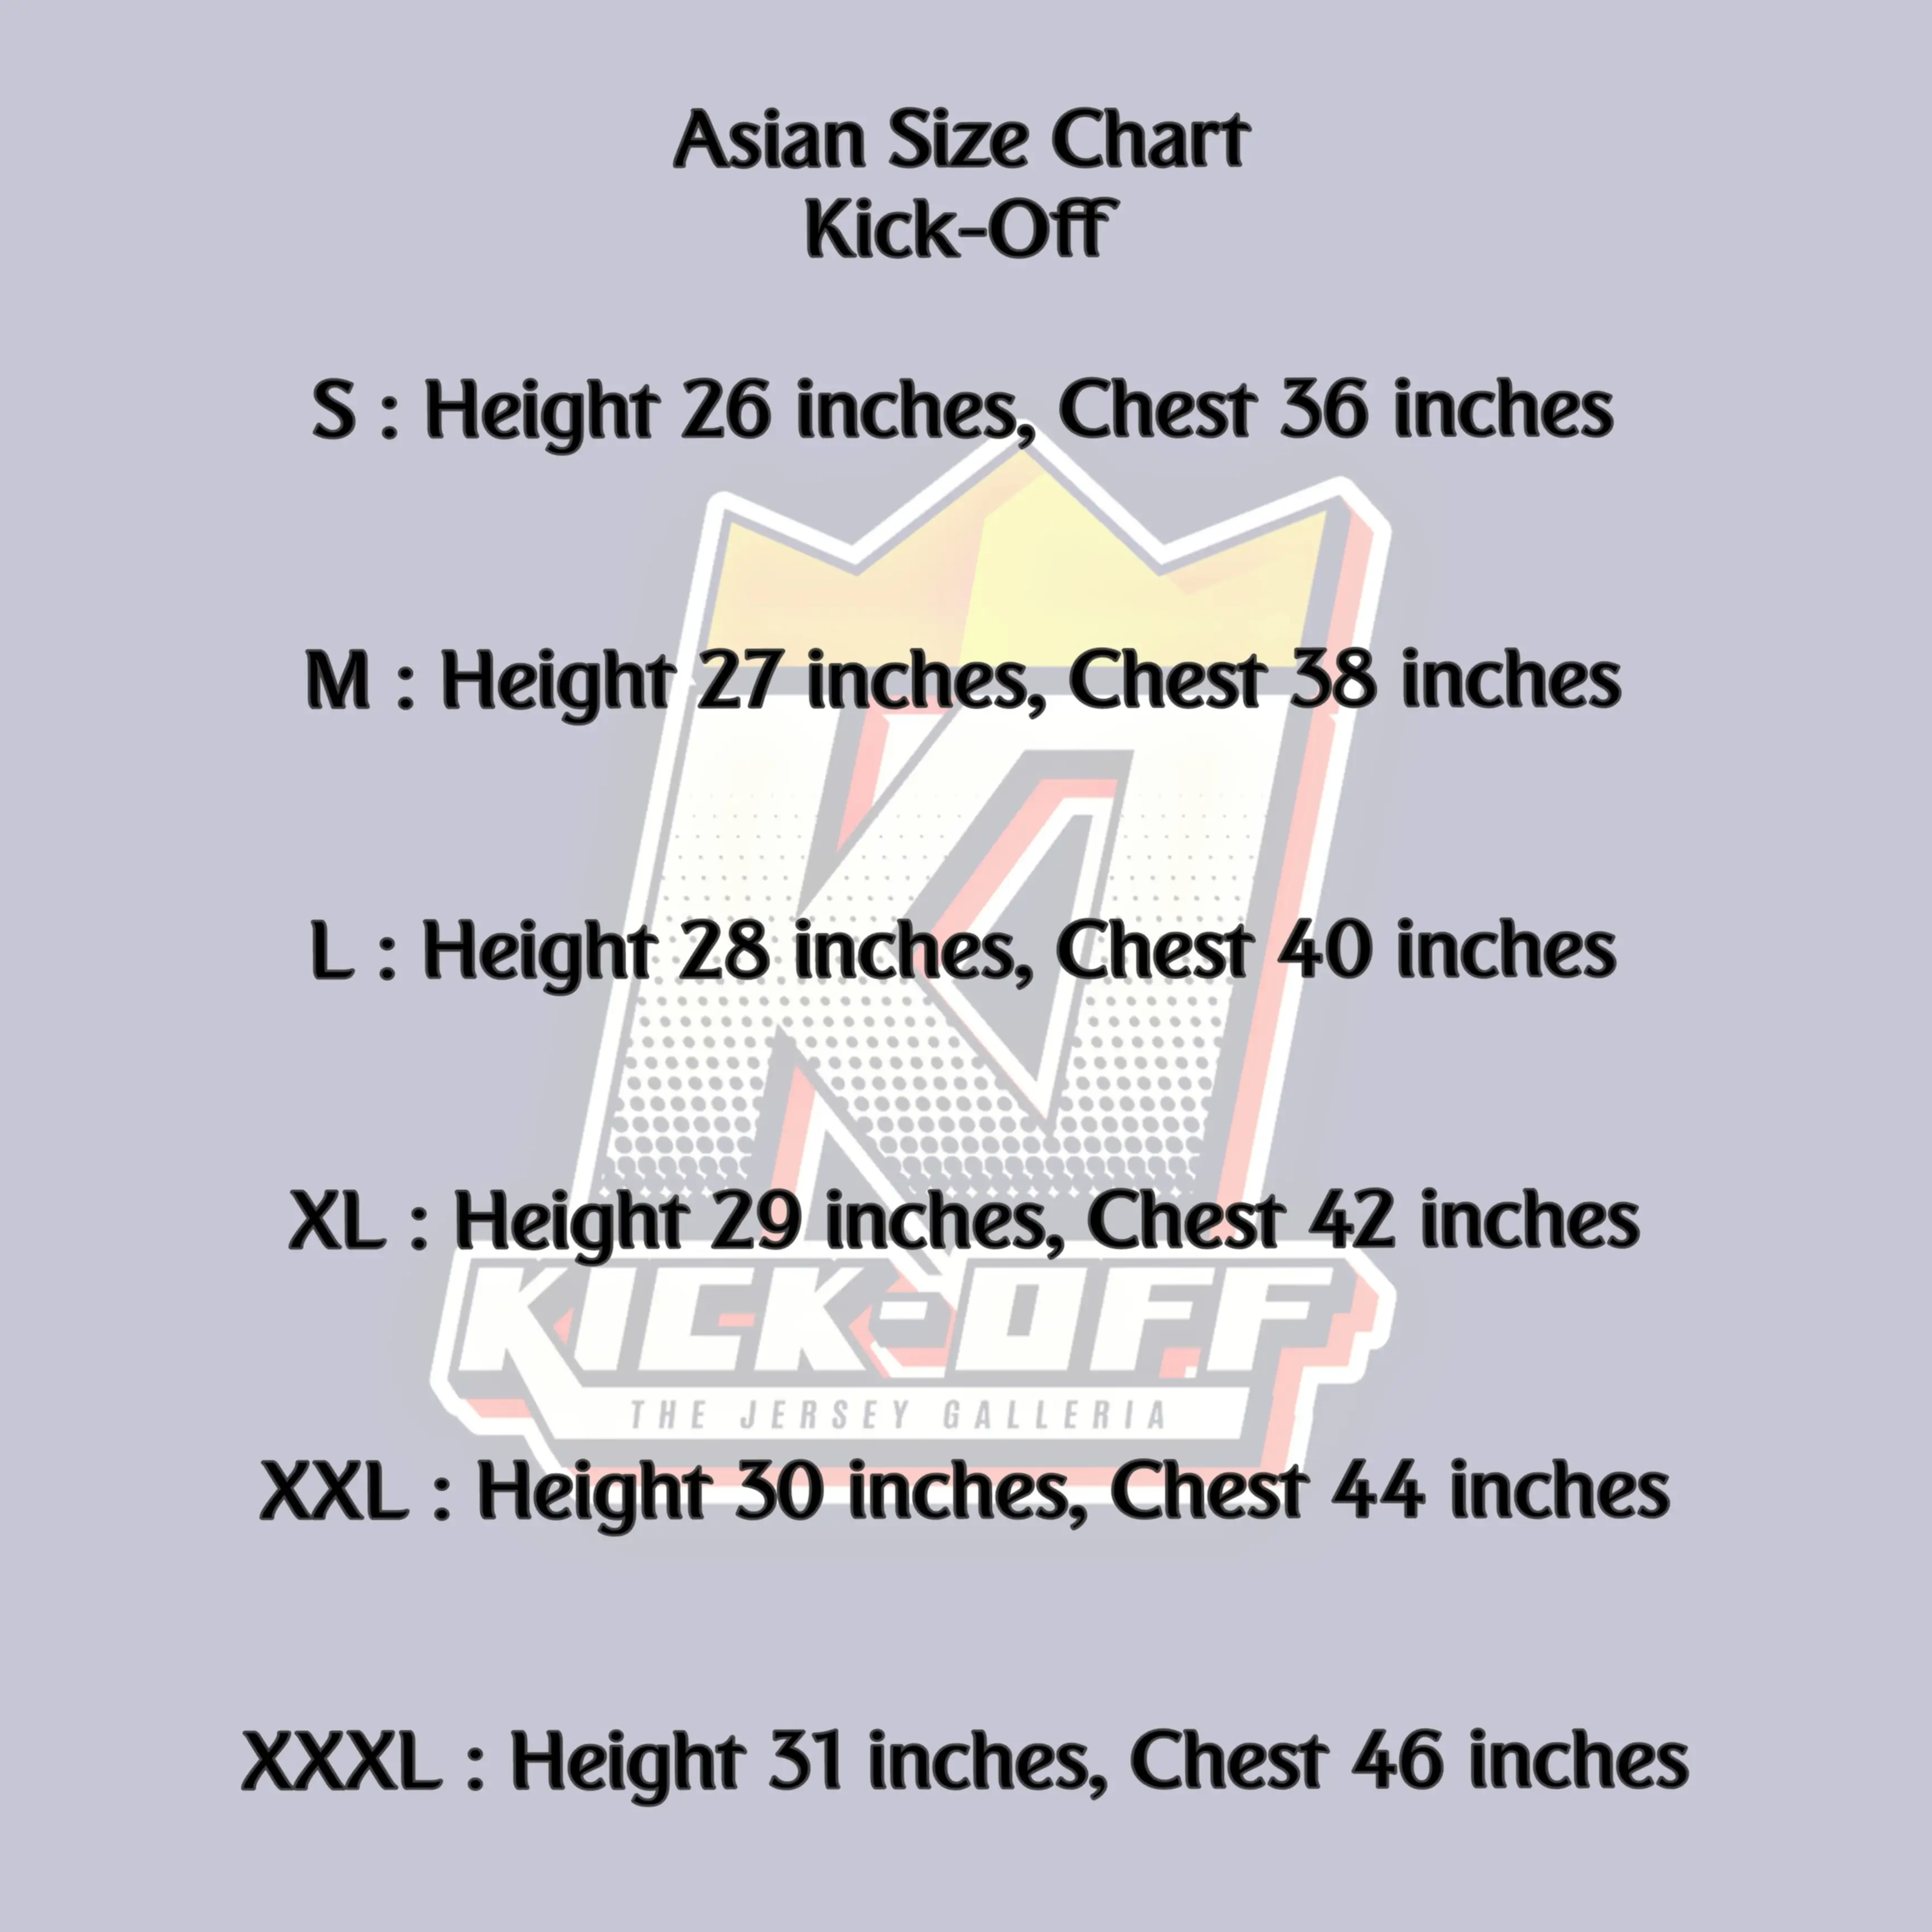 Asian Size Chart
Kick-Off
S : Height 26 inches, Chest 36 inches
M : Height 27 inches, Chest 38 inches
L : Height 28 inches, Chest 40 inches
XL : Height 29 inches, Chest 42 inches
KICK-OFF
THE JERSEY GALLERIA
XXL : Height 30 inches, Chest 44 inches
XXXL : Height 31 inches, Chest 46 inches